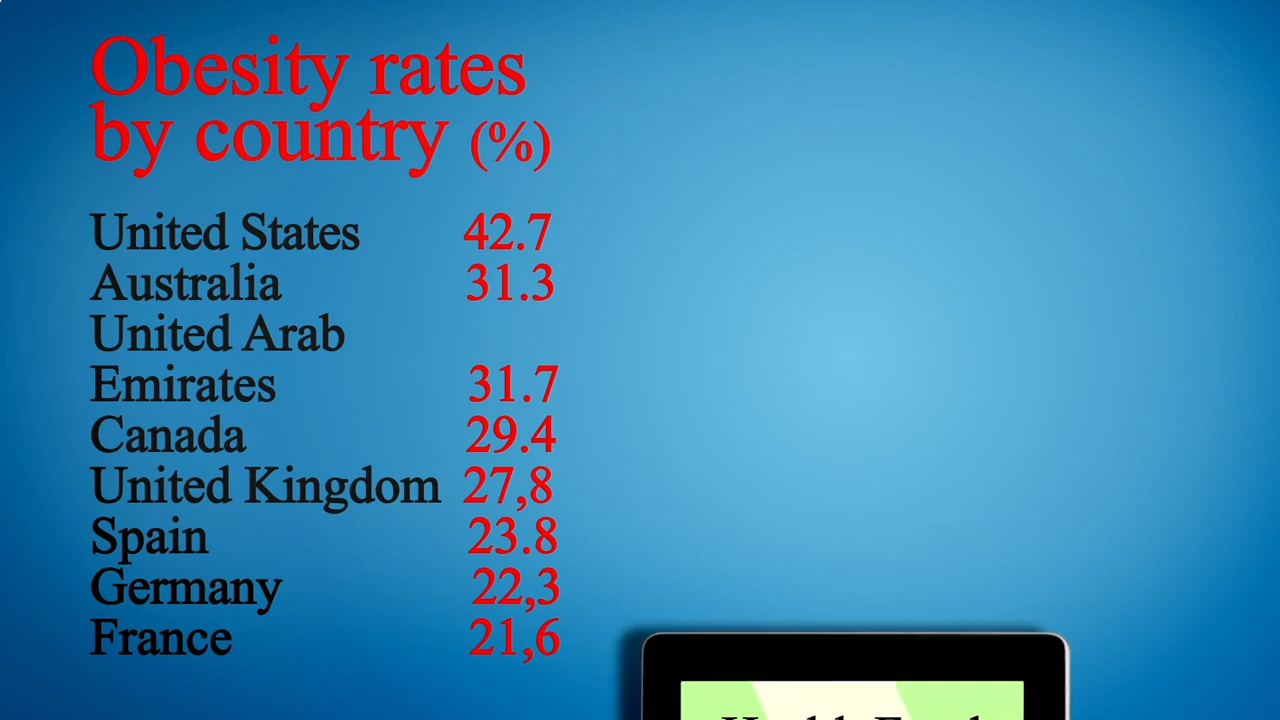 Obesity rates
by country (%)
United States 42.7
Australia 31.3
United Arab
Emirates 31.7
Canada 29.4
United Kingdom 27,8
Spain 23.8
Germany 22,3
France 21,6